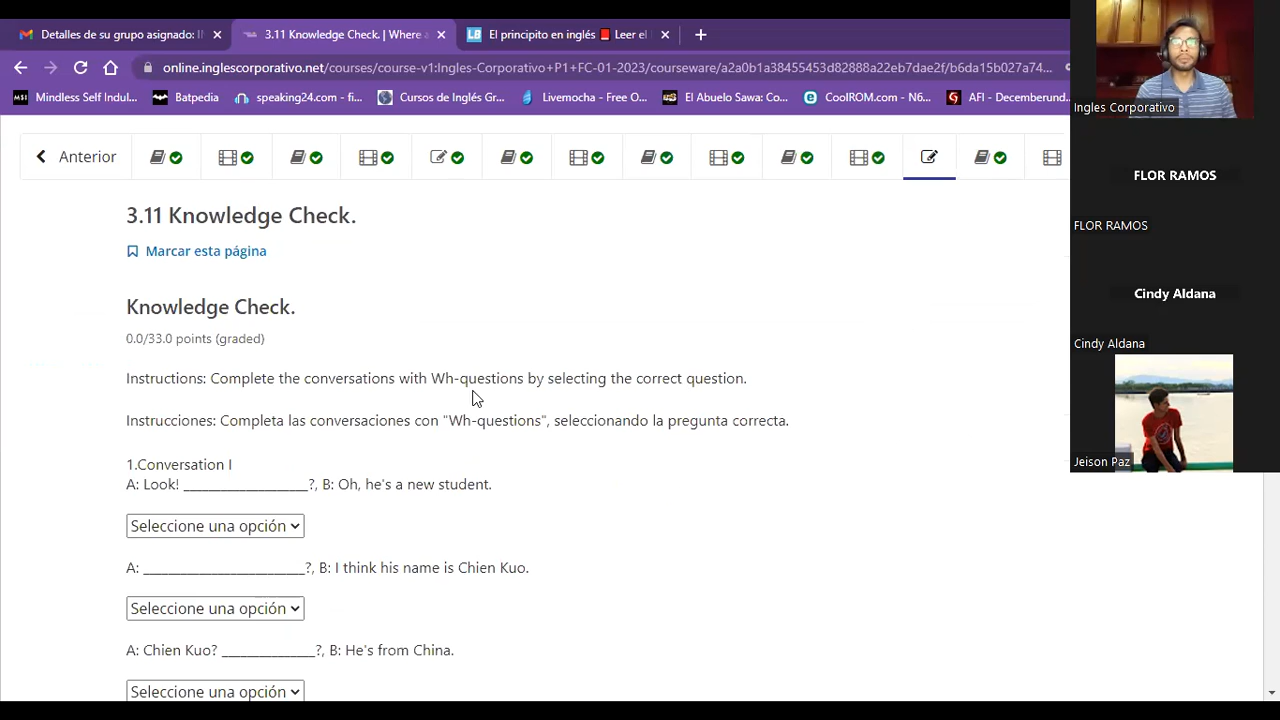 Detalles de su grupo asignado: I
3.11 Knowledge Check. | Where a
LB El principito en inglés Leer el
online.inglescorporativo.net/courses/course-v1:Ingles-Corporativo+P1+FC-01-2023/courseware/a2a0b1a38455453d82888a22eb7dae2f/b6da15b027a74...
MSI Mindless Self Indul...
Batpedia
speaking24.com - fi...
Cursos de Inglés Gr...
Livemocha - Free O...
El Abuelo Sawa: Co...
CoolROM.com - N6...
AFI - Decemberund...
Anterior
3.11 Knowledge Check.
Marcar esta página
Knowledge Check.
0.0/33.0 points (graded)
Instructions: Complete the conversations with Wh-questions by selecting the correct question.
Instrucciones: Completa las conversaciones con "Wh-questions", seleccionando la pregunta correcta.
1.Conversation I
A: Look! ____________________?, B: Oh, he's a new student.
Seleccione una opción
A: __________________________?, B: I think his name is Chien Kuo.
Seleccione una opción
A: Chien Kuo? _______________?, B: He's from China.
Seleccione una opción
Ingles Corporativo
FLOR RAMOS
FLOR RAMOS
Cindy Aldana
Cindy Aldana
Jeison Paz